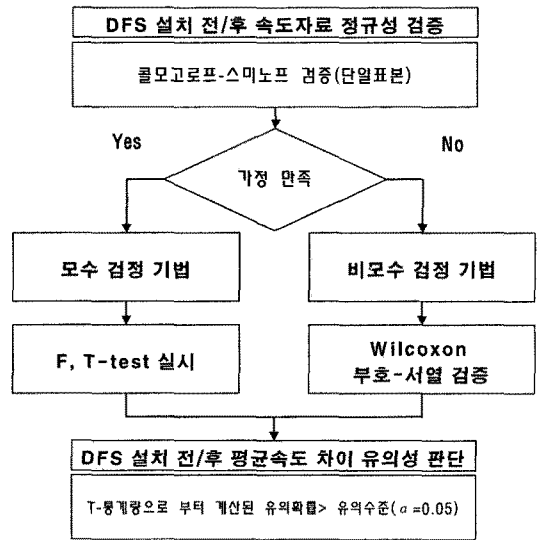 DFS 설치 전/후 속도자료 정규성 검증
콜모고로프-스미노프 검증(단일표본)
Yes
No
가정 만족
모수 검정 기법
비모수 검정 기법
F, T-test 실시
Wilcoxon
부호-서열 검증
DFS 설치 전/후 평균속도 차이 유의성 판단
T-통계량으로 부터 계산된 유의확률> 유의수준(α=0.05)